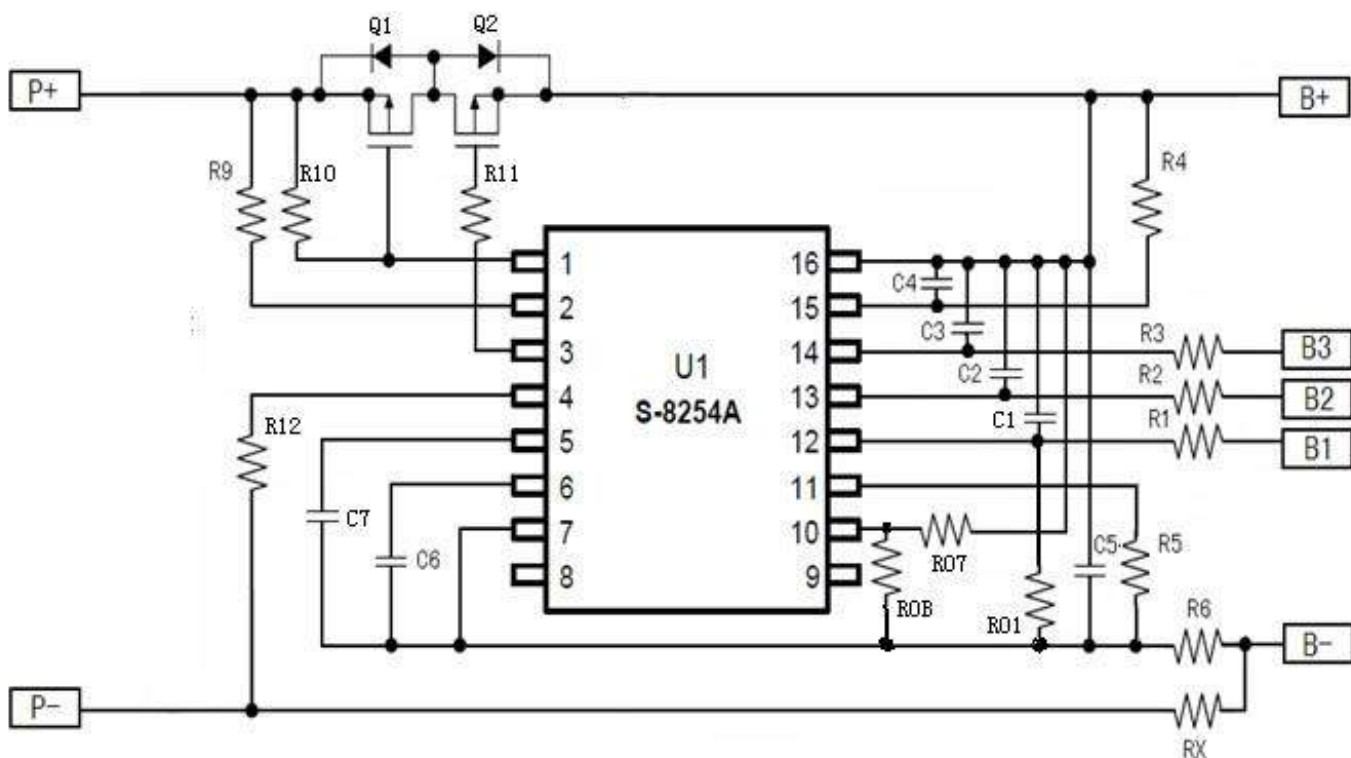 Q1 Q2
P+ B+
R9 R10 R11 R4
1 16
C4
2 15
C3 R3
3 14 B3
U1
C2 R2
S-8254A
4 13 B2
R12 C1 R1
5 12 B1
6 11
C7 C6
7 10 C5 R5
R07
8 9
R0B R01 R6
B-
P-
RX